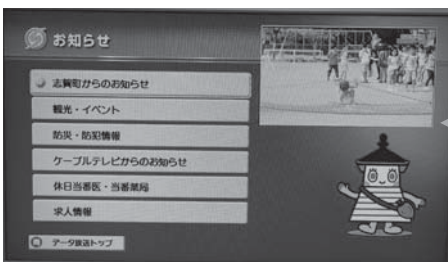 お知らせ
志賀町からのお知らせ
観光・イベント
防災・防犯情報
ケーブルテレビからのお知らせ
休日当番医・当番薬局
求人情報
データ放送トップ